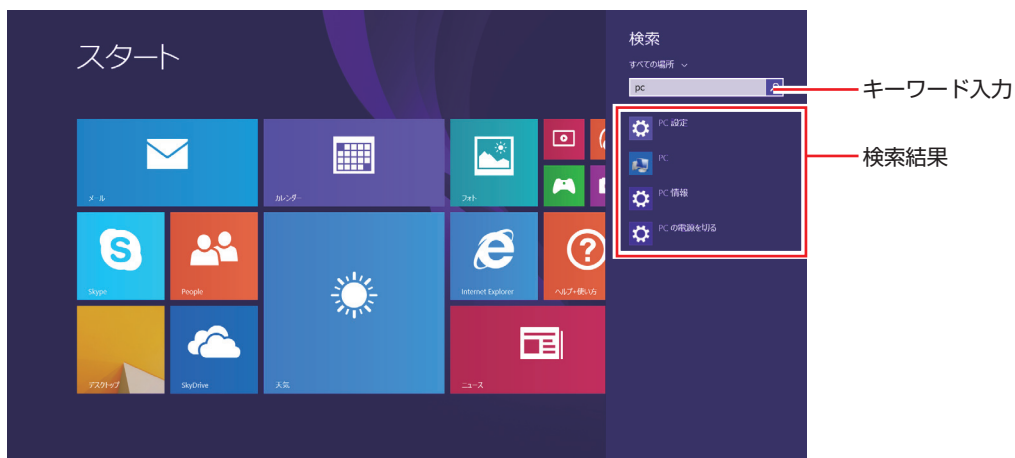 スタート
検索
すべての場所
pc
キーワード入力
PC 設定
PC
検索結果
PC 情報
PC の電源を切る
メール
カレンダー
フォト
S
Skype
People
Internet Explorer
?
ヘルプ+使い方
デスクトップ
SkyDrive
天気
ニュース